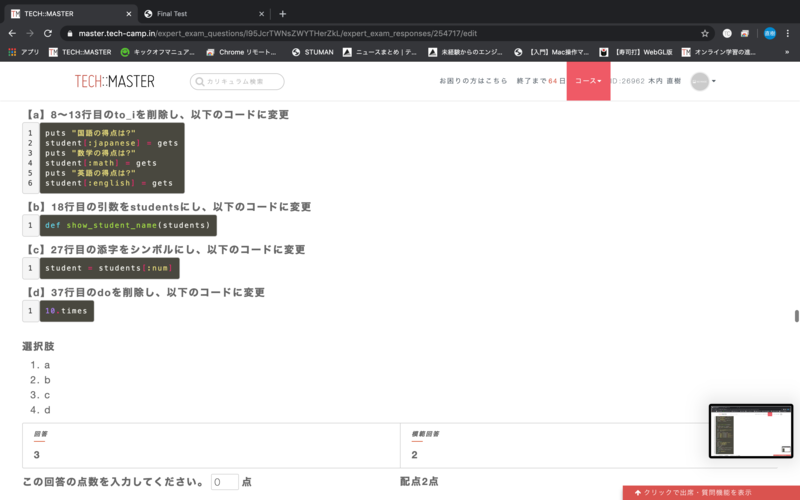 TECH::MASTER
Final Test
master.tech-camp.in/expert_exam_questions/I95JcrTWNsZWYTHerZkL/expert_exam_responses/254717/edit
アプリ
TECH::MASTER
キックオフマニュア...
Chrome リモート...
STUMAN
ニュースまとめ | テ...
未経験からのエンジ...
【入門】Mac操作マ...
【寿司打】WebGL版
オンライン学習の進...
»
TECH::MASTER
カリキュラム検索
お困りの方はこちら
終了まで64日
コース
ID:26962 木内 直樹
【a】8〜13行目のto_iを削除し、以下のコードに変更
1 puts "国語の得点は?"
2 student[:japanese] = gets
3 puts "数学の得点は?"
4 student[:math] = gets
5 puts "英語の得点は?"
6 student[:english] = gets
【b】18行目の引数をstudentsにし、以下のコードに変更
1 def show_student_name(students)
【c】27行目の添字をシンボルにし、以下のコードに変更
1 student = students[:num]
【d】37行目のdoを削除し、以下のコードに変更
1 10.times
選択肢
1. a
2. b
3. c
4. d
回答
3
模範回答
2
この回答の点数を入力してください。 0 点
配点2点
クリックで出席・質問機能を表示